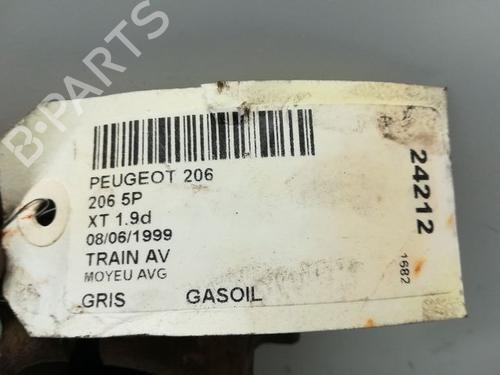 B-PARTS
PEUGEOT 206
206 5P
XT 1.9d
08/06/1999
TRAIN AV
MOYEU AVG
GRIS GASOIL
24212
1682